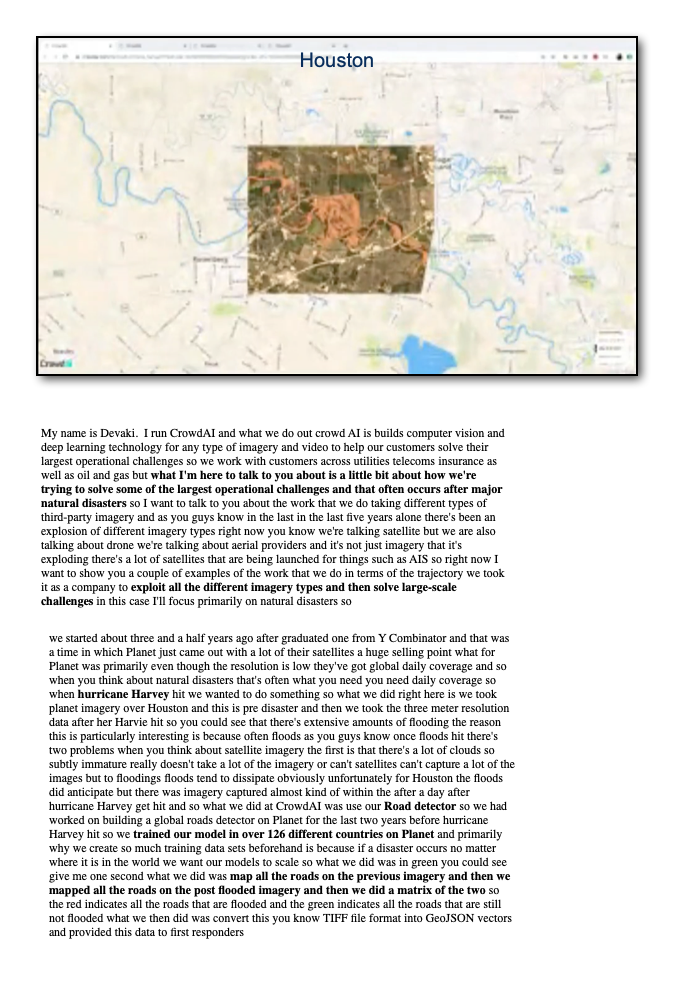 Houston
CrowdAI
My name is Devaki.  I run CrowdAI and what we do out crowd AI is builds computer vision and
deep learning technology for any type of imagery and video to help our customers solve their
largest operational challenges so we work with customers across utilities telecoms insurance as
well as oil and gas but what I'm here to talk to you about is a little bit about how we're
trying to solve some of the largest operational challenges and that often occurs after major
natural disasters so I want to talk to you about the work that we do taking different types of
third-party imagery and as you guys know in the last in the last five years alone there's been an
explosion of different imagery types right now you know we're talking satellite but we are also
talking about drone we're talking about aerial providers and it's not just imagery that it's
exploding there's a lot of satellites that are being launched for things such as AIS so right now I
want to show you a couple of examples of the work that we do in terms of the trajectory we took
it as a company to exploit all the different imagery types and then solve large-scale
challenges in this case I'll focus primarily on natural disasters so
we started about three and a half years ago after graduated one from Y Combinator and that was
a time in which Planet just came out with a lot of their satellites a huge selling point what for
Planet was primarily even though the resolution is low they've got global daily coverage and so
when you think about natural disasters that's often what you need you need daily coverage so
when hurricane Harvey hit we wanted to do something so what we did right here is we took
planet imagery over Houston and this is pre disaster and then we took the three meter resolution
data after her Harvie hit so you could see that there's extensive amounts of flooding the reason
this is particularly interesting is because often floods as you guys know once floods hit there's
two problems when you think about satellite imagery the first is that there's a lot of clouds so
subtly immature really doesn't take a lot of the imagery or can't satellites can't capture a lot of the
images but to floodings floods tend to dissipate obviously unfortunately for Houston the floods
did anticipate but there was imagery captured almost kind of within the after a day after
hurricane Harvey get hit and so what we did at CrowdAI was use our Road detector so we had
worked on building a global roads detector on Planet for the last two years before hurricane
Harvey hit so we trained our model in over 126 different countries on Planet and primarily
why we create so much training data sets beforehand is because if a disaster occurs no matter
where it is in the world we want our models to scale so what we did was in green you could see
give me one second what we did was map all the roads on the previous imagery and then we
mapped all the roads on the post flooded imagery and then we did a matrix of the two so
the red indicates all the roads that are flooded and the green indicates all the roads that are still
not flooded what we then did was convert this you know TIFF file format into GeoJSON vectors
and provided this data to first responders